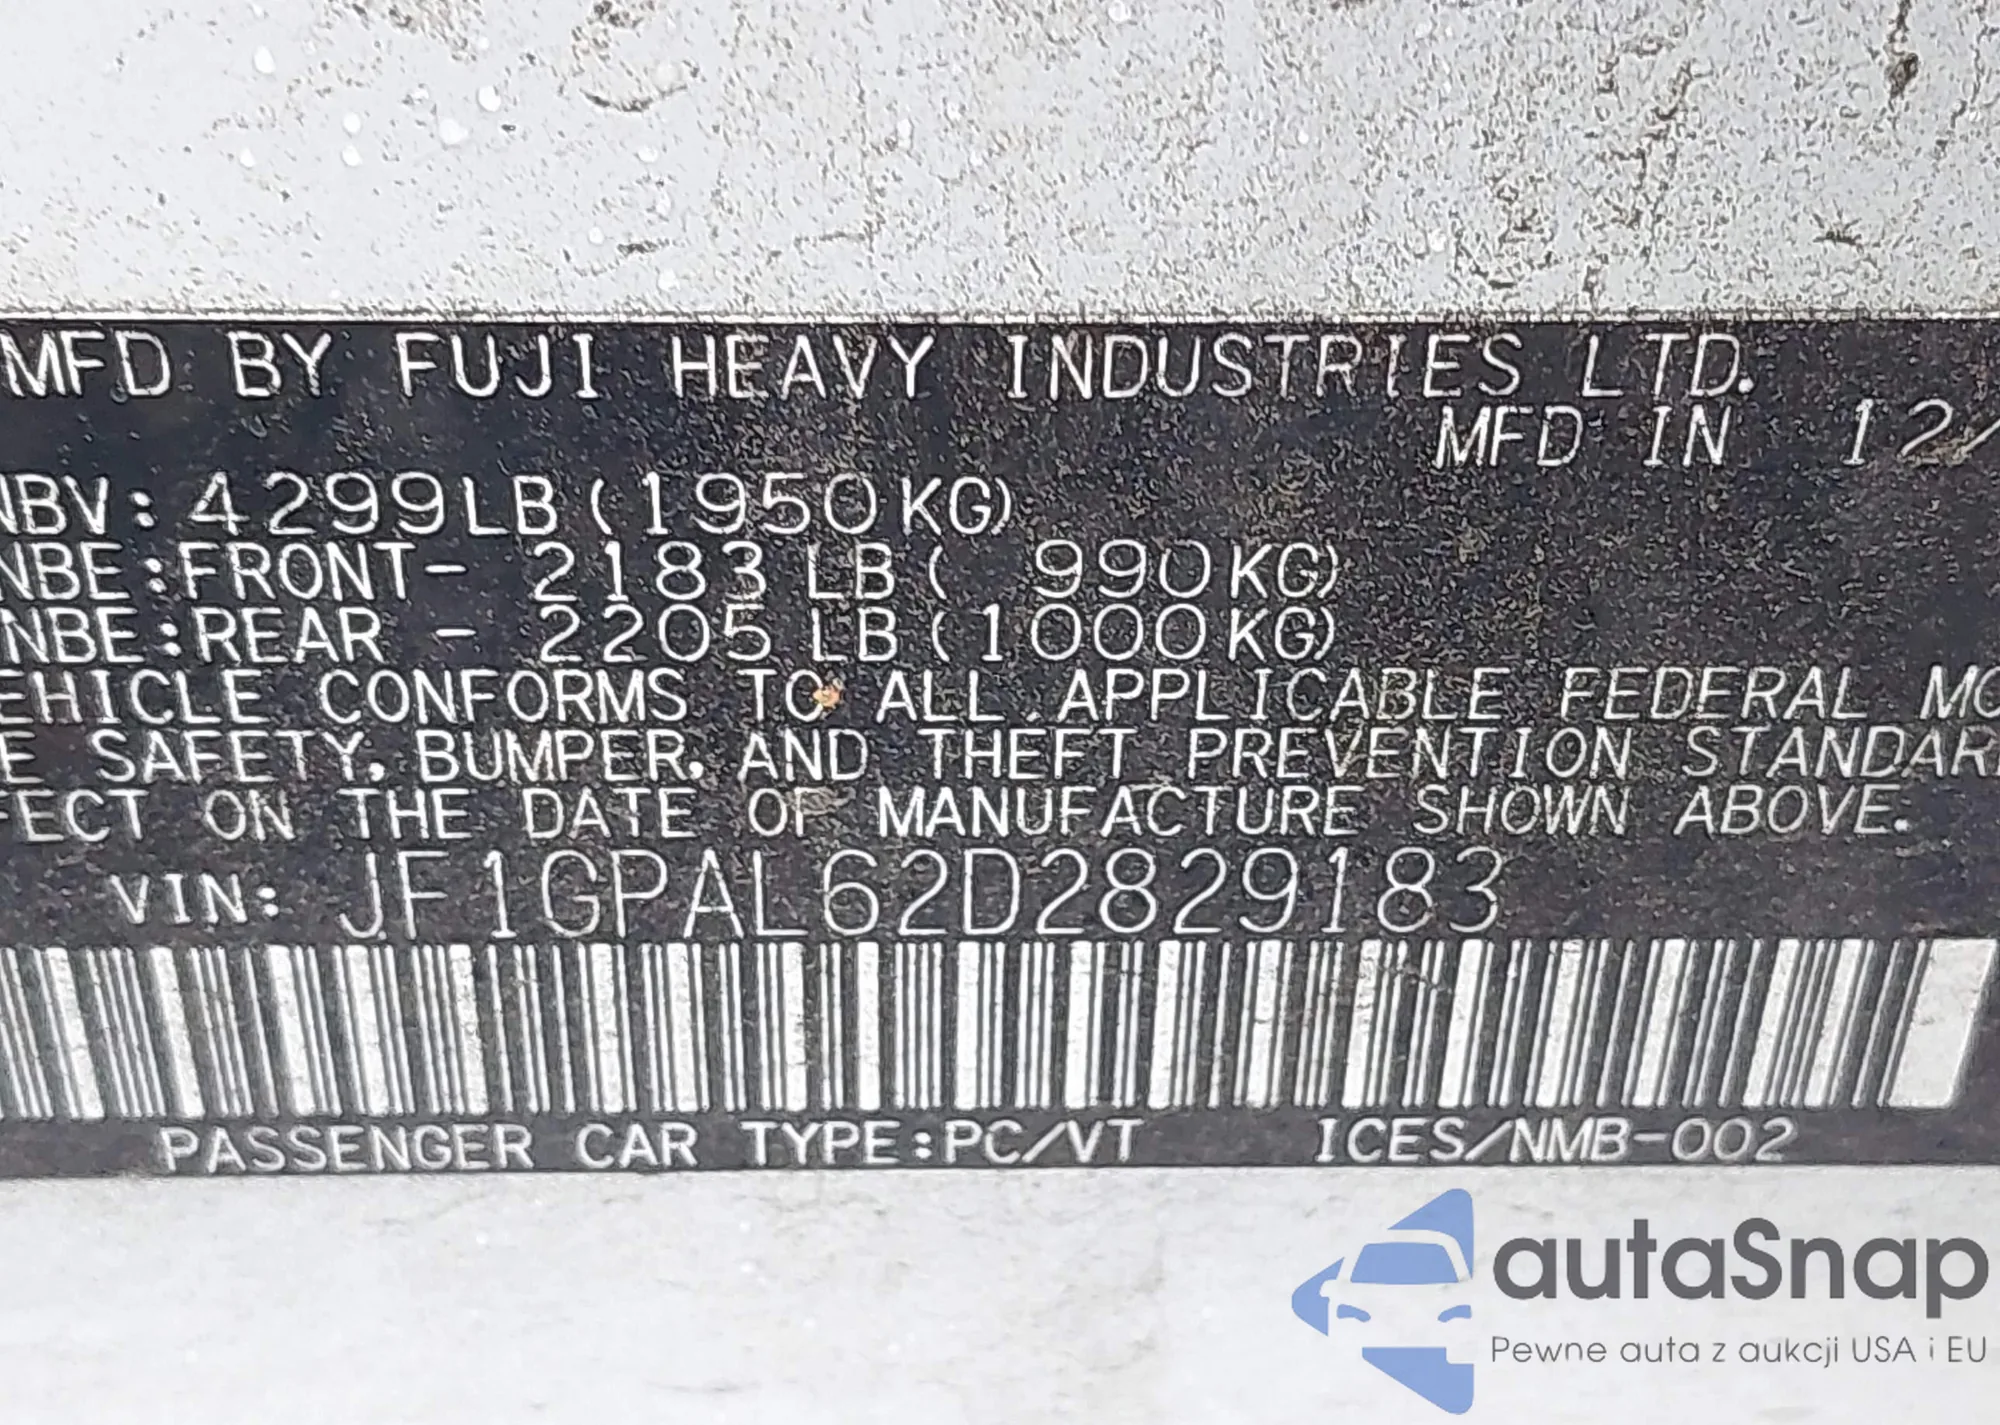 MFD BY FUJI HEAVY INDUSTRIES LTD.
MFD IN 12/
NBV: 4299LB(1950KG)
NBE:FRONT- 2183LB( 990KG)
NBE:REAR - 2205LB(1000KG)
EHICLE CONFORMS TO ALL APPLICABLE FEDERAL MO
E SAFETY, BUMPER, AND THEFT PREVENTION STANDAR
FECT ON THE DATE OF MANUFACTURE SHOWN ABOVE.
VIN: JF1GPAL62D2829183
PASSENGER CAR TYPE:PC/VT ICES/NMB-002
autaSnap
Pewne auta z aukcji USA i EU